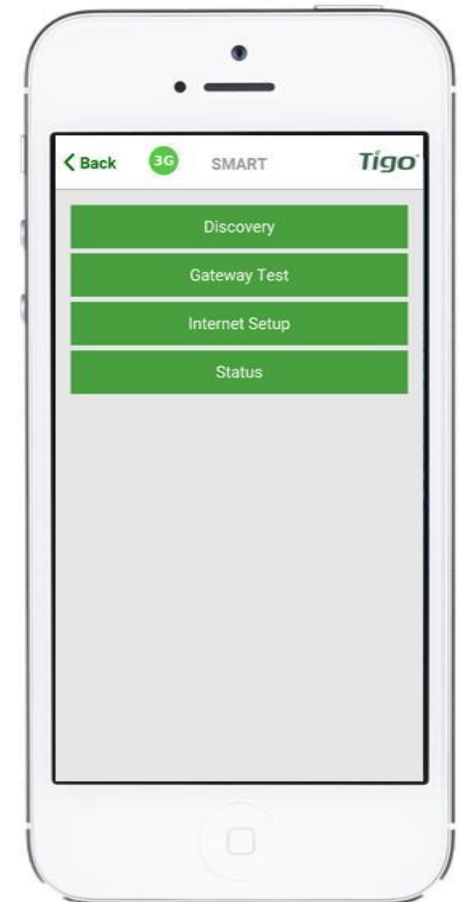 Back 3G SMART Tigo
Discovery
Gateway Test
Internet Setup
Status